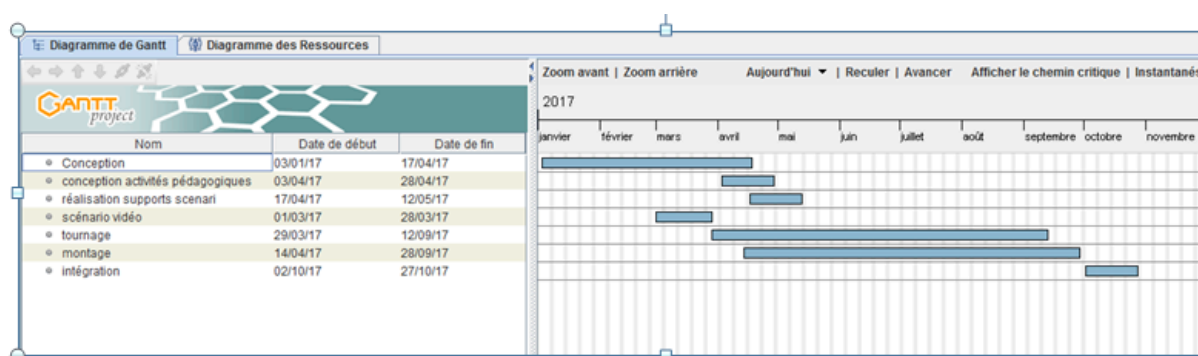 Diagramme de Gantt Diagramme des Ressources
Zoom avant | Zoom arrière Aujourd'hui | Reculer | Avancer Afficher le chemin critique | Instantanés
GANTT
project
2017
janvier février mars avril mai juin juillet août septembre octobre novembre
Nom Date de début Date de fin
Conception 03/01/17 17/04/17
conception activités pédagogiques 03/04/17 28/04/17
réalisation supports scenari 17/04/17 12/05/17
scénario vidéo 01/03/17 28/03/17
tournage 29/03/17 12/09/17
montage 14/04/17 28/09/17
intégration 02/10/17 27/10/17